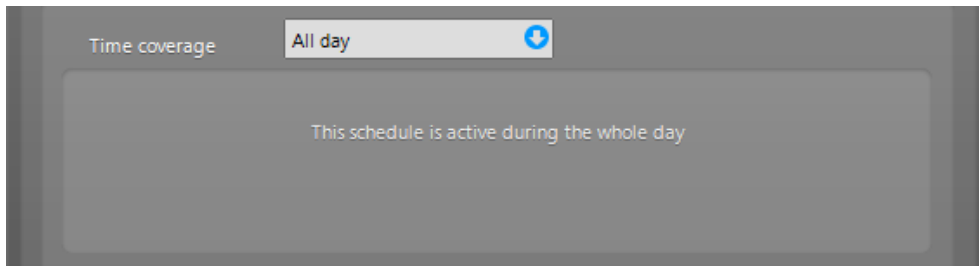 Time coverage All day
This schedule is active during the whole day